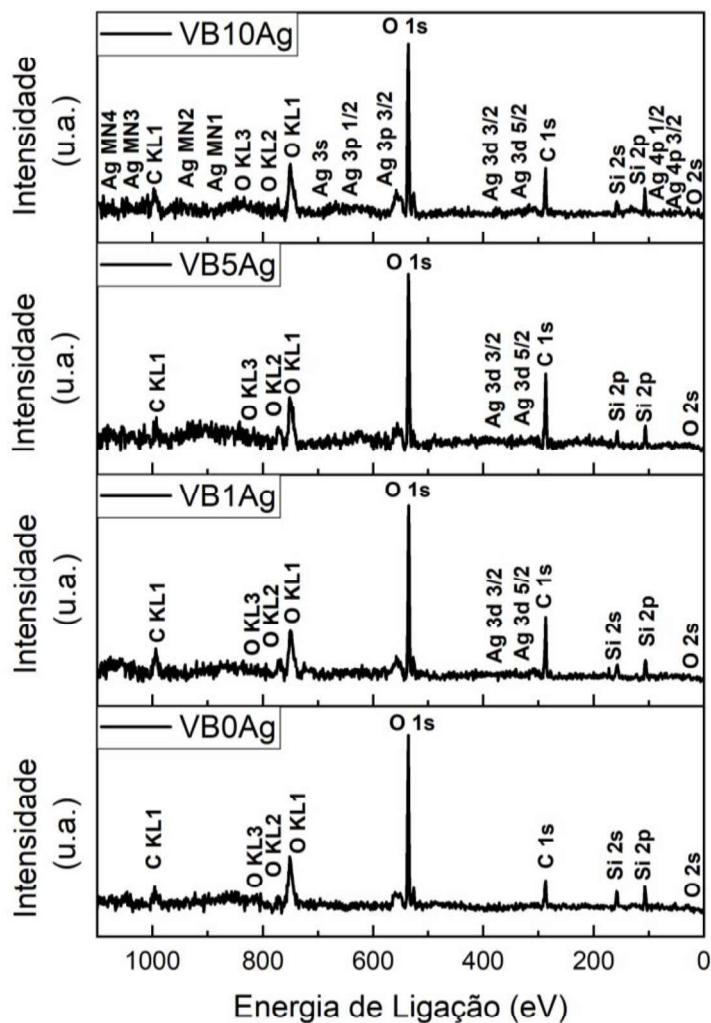 VB10Ag
Intensidade
(u.a.)
Ag MN4
Ag MN3
C KL1
Ag MN2
Ag MN1
O KL3
O KL2
O KL1
Ag 3s
Ag 3p 1/2
Ag 3p 3/2
O 1s
Ag 3d 3/2
Ag 3d 5/2
C 1s
Si 2s
Si 2p
Ag 4p 1/2
Ag 4p 3/2
O 2s
VB5Ag
Intensidade
(u.a.)
C KL1
O KL3
O KL2
O KL1
O 1s
Ag 3d 3/2
Ag 3d 5/2
C 1s
Si 2p
Si 2p
O 2s
VB1Ag
Intensidade
(u.a.)
C KL1
O KL3
O KL2
O KL1
O 1s
Ag 3d 3/2
Ag 3d 5/2
C 1s
Si 2s
Si 2p
O 2s
VB0Ag
Intensidade
(u.a.)
C KL1
O KL3
O KL2
O KL1
O 1s
C 1s
Si 2s
Si 2p
O 2s
1000 800 600 400 200 0
Energia de Ligação (eV)